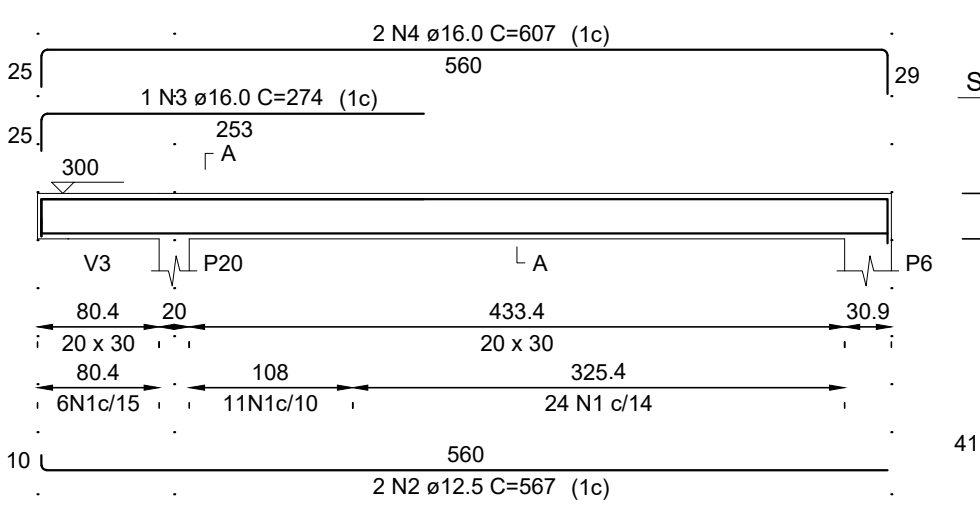 2 N4 ø16.0 C=607 (1c)
25 560 29
S
1 N3 ø16.0 C=274 (1c)
25 253
A
300
V3 P20 A P6
80.4 20 433.4 30.9
20 x 30 20 x 30
80.4 108 325.4
6N1c/15 11N1c/10 24 N1 c/14
41
10 560
2 N2 ø12.5 C=567 (1c)